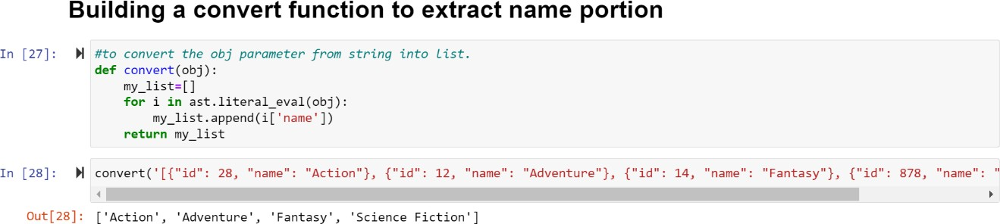 Building a convert function to extract name portion
In [27]:
#to convert the obj parameter from string into list.
def convert(obj):
    my_list=[]
    for i in ast.literal_eval(obj):
        my_list.append(i['name'])
    return my_list
In [28]:
convert('[{"id": 28, "name": "Action"}, {"id": 12, "name": "Adventure"}, {"id": 14, "name": "Fantasy"}, {"id": 878, "name": "
Out[28]:
['Action', 'Adventure', 'Fantasy', 'Science Fiction']